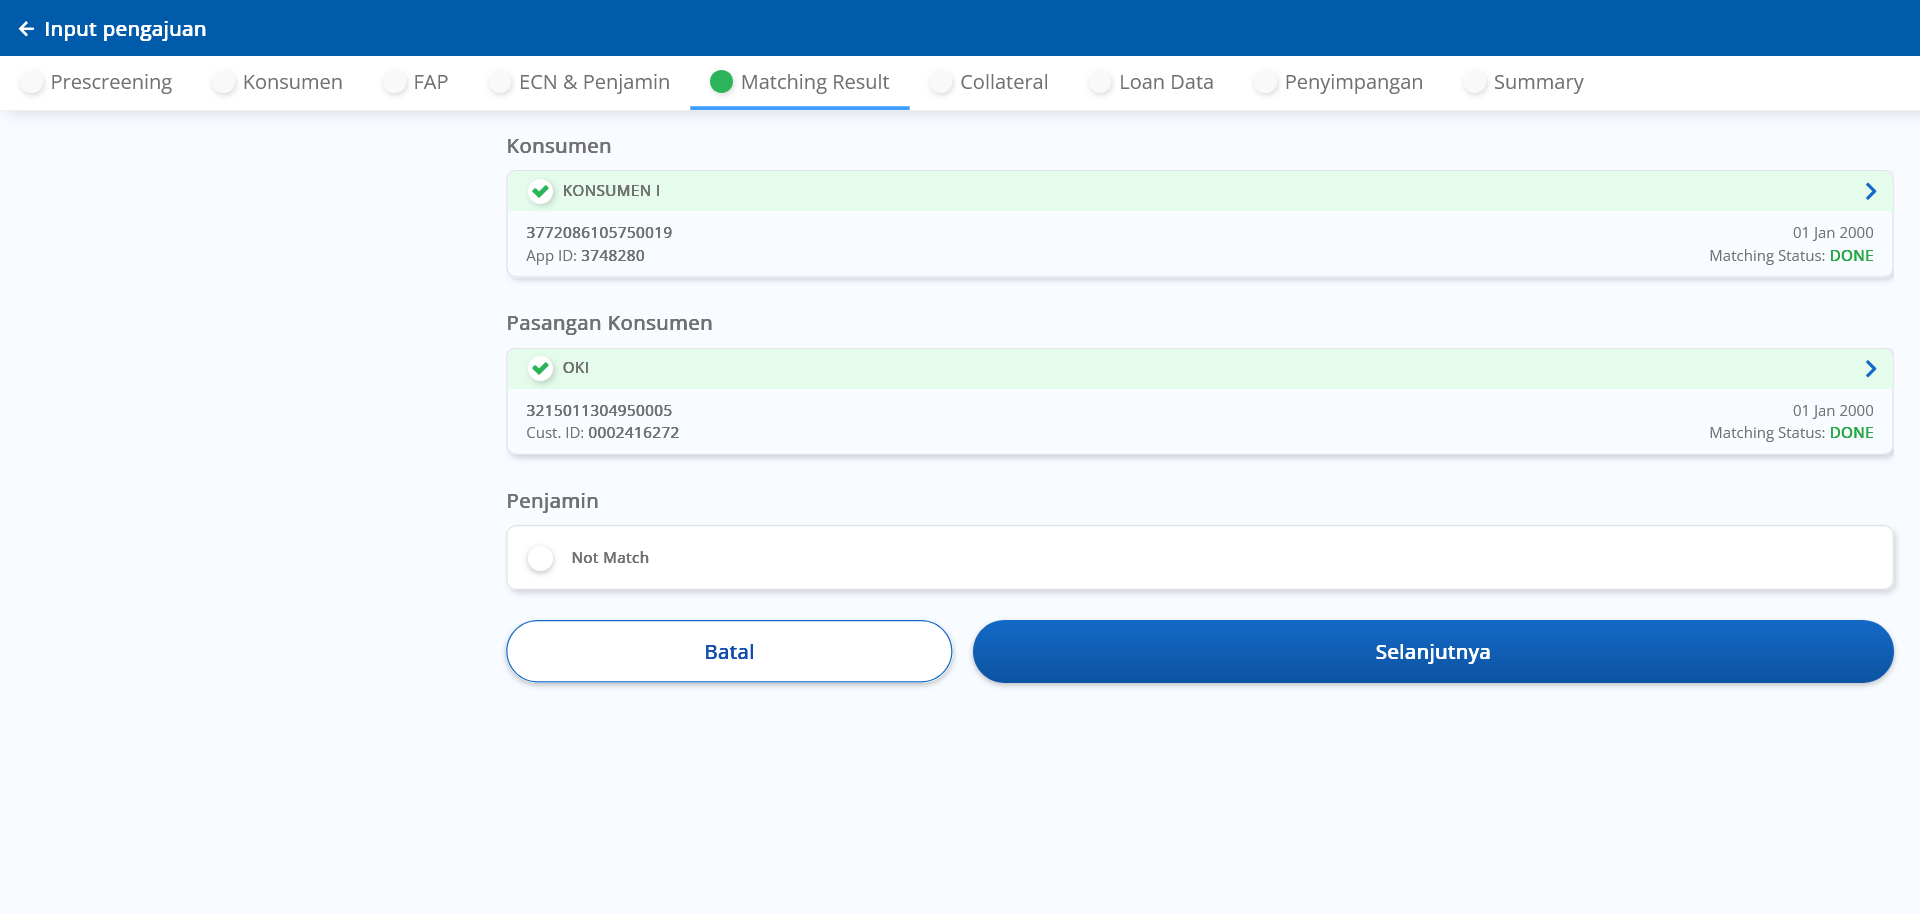 Input pengajuan
Prescreening Konsumen FAP ECN & Penjamin Matching Result Collateral Loan Data Penyimpangan Summary
Konsumen
KONSUMEN I
3772086105750019 01 Jan 2000
App ID: 3748280 Matching Status: DONE
Pasangan Konsumen
OKI
3215011304950005 01 Jan 2000
Cust. ID: 0002416272 Matching Status: DONE
Penjamin
Not Match
Batal Selanjutnya